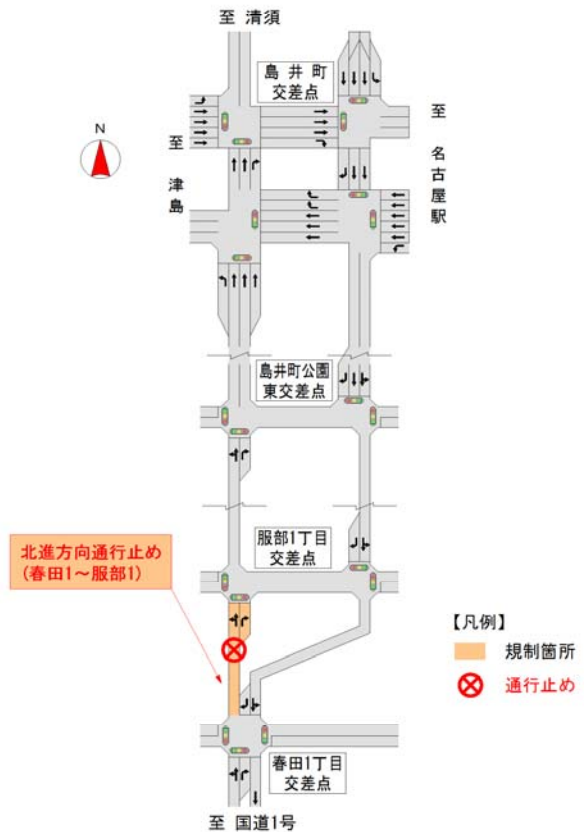 至 清須
島 井 町
交差点
N
至 津島
至 名古屋駅
島井町公園
東交差点
北進方向通行止め
(春田1～服部1)
服部1丁目
交差点
【凡例】
規制箇所
通行止め
春田1丁目
交差点
至 国道1号